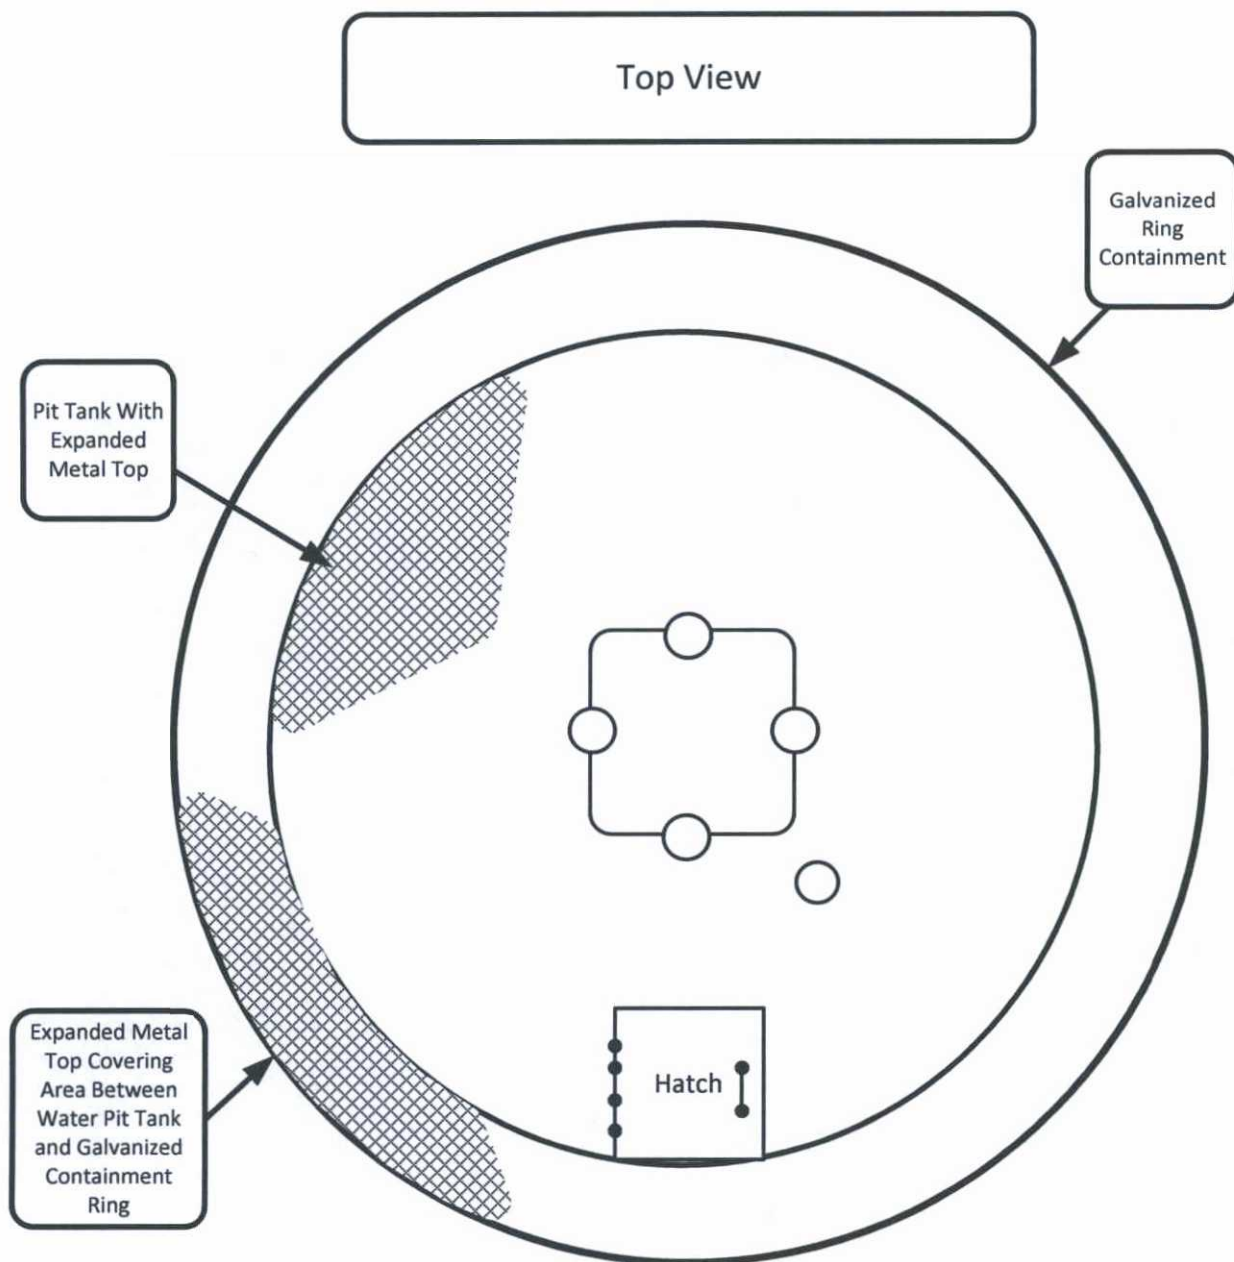 Top View
Galvanized
Ring
Containment
Pit Tank With
Expanded
Metal Top
Expanded Metal
Top Covering
Area Between
Water Pit Tank
and Galvanized
Containment
Ring
Hatch